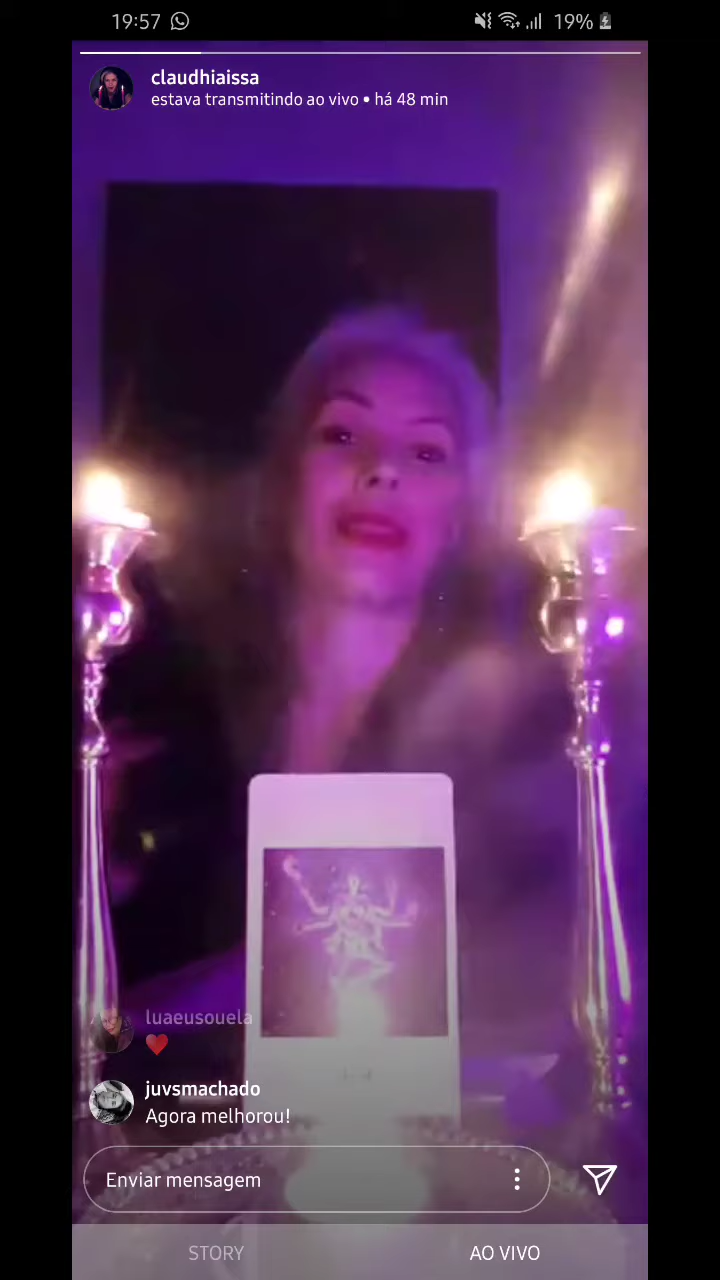 19:57
19%
claudhiaissa
estava transmitindo ao vivo • há 48 min
luaeusouela
juvsmachado
Agora melhorou!
Enviar mensagem
STORY
AO VIVO